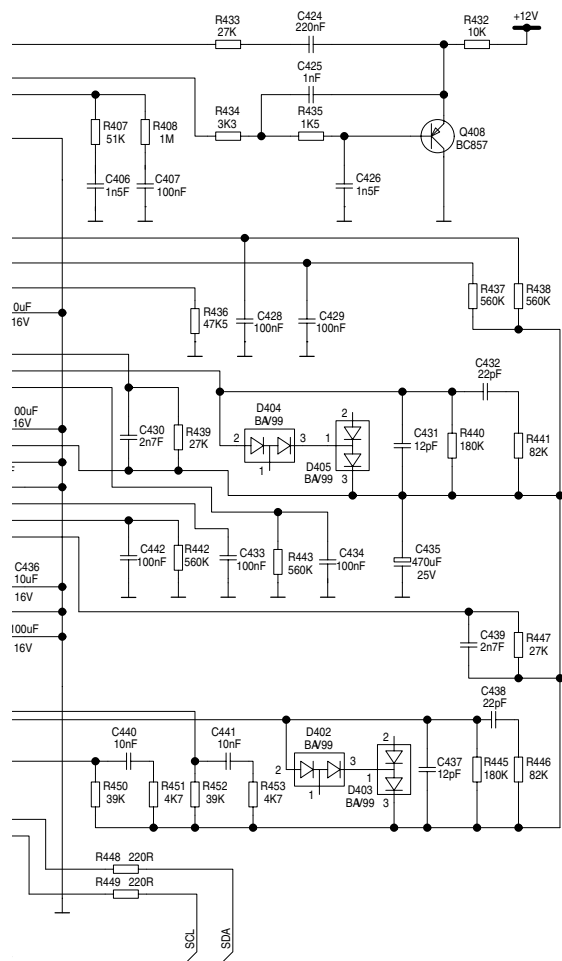 R433
27K
C424
220nF
R432
10K
+12V
C425
1nF
R434
3K3
R435
1K5
Q408
BC857
R407
51K
R408
1M
C406
1n5F
C407
100nF
C426
1n5F
0uF
16V
R436
47K5
C428
100nF
C429
100nF
R437
560K
R438
560K
C432
22pF
00uF
16V
C430
2n7F
R439
27K
D404
BAV99
2
3
1
2
1
D405
BAV99
3
C431
12pF
R440
180K
R441
82K
F
C442
100nF
R442
560K
C433
100nF
R443
560K
C434
100nF
C435
470uF
25V
C436
10uF
16V
100uF
16V
C439
2n7F
R447
27K
C438
22pF
C440
10nF
C441
10nF
D402
BAV99
2
3
1
2
1
D403
BAV99
3
C437
12pF
R445
180K
R446
82K
R450
39K
R451
4K7
R452
39K
R453
4K7
R448 220R
R449 220R
SCL
SDA